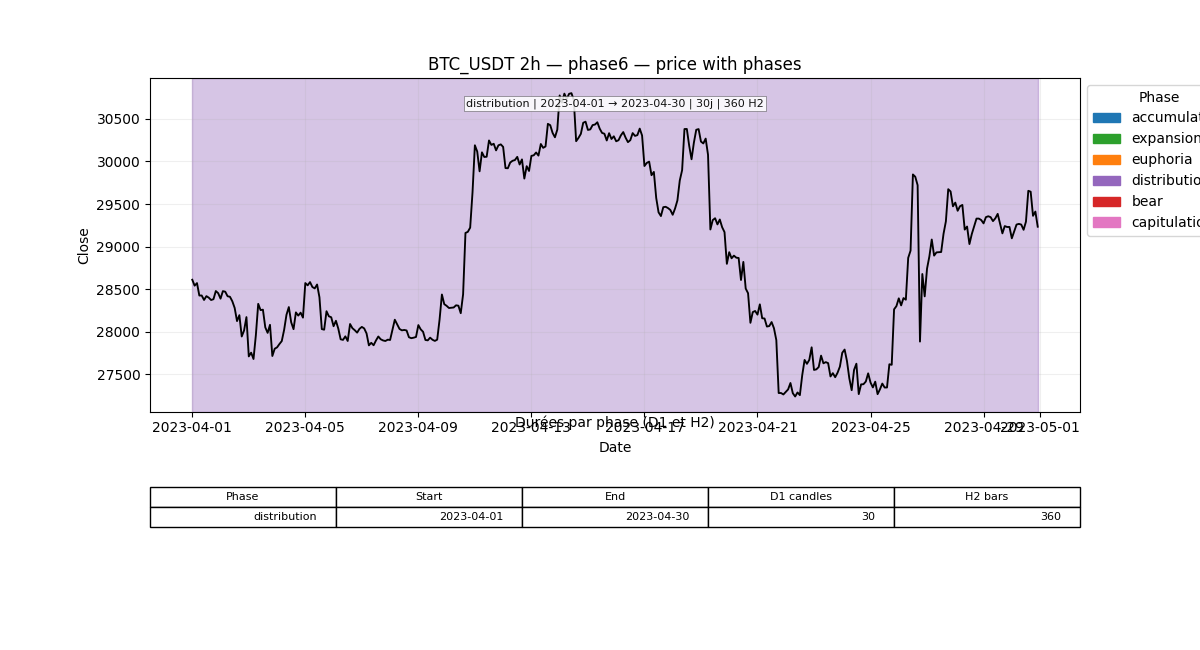 BTC_USDT 2h — phase6 — price with phases
distribution | 2023-04-01 → 2023-04-30 | 30j | 360 H2
Close
30500
30000
29500
29000
28500
28000
27500
Phase
accumulat
expansion
euphoria
distributio
bear
capitulatio
2023-04-01 2023-04-05 2023-04-09 2023-04-13 2023-04-17 2023-04-21 2023-04-25 2023-04-29 2023-05-01
Durées par phase (D1 et H2)
Date
Phase Start End D1 candles H2 bars
distribution 2023-04-01 2023-04-30 30 360